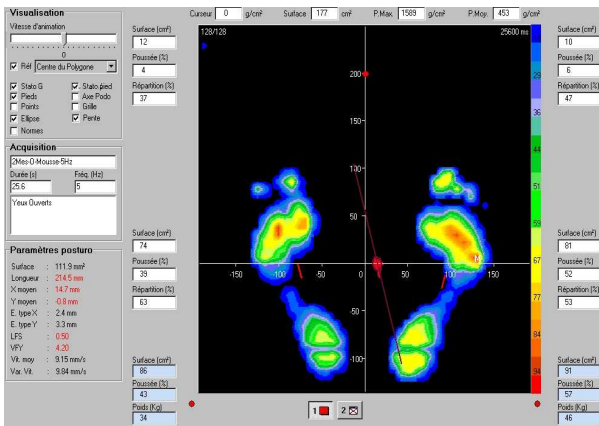 Visualisation
Vitesse d'animation
0
Réf Centre du Polygone
Stato G Stato pied
Pieds Axe Podo
Points Grille
Ellipse Pente
Normes
Acquisition
2Mes-0-Mousse-5Hz
Durée (s) Fréq. (Hz)
25.6 5
Yeux Ouverts
Paramètres posturo
Surface : 111.9 mm²
Longueur : 214.5 mm
X moyen : 14.7 mm
Y moyen : -0.8 mm
E. type X : 2.4 mm
E. type Y : 3.3 mm
LFS : 0.50
VFY : 4.20
Vit. moy : 9.15 mm/s
Var. Vit. : 9.84 mm/s
Surface (cm²)
12
Poussée (%)
4
Répartition (%)
37
Surface (cm²)
74
Poussée (%)
39
Répartition (%)
63
Surface (cm²)
86
Poussée (%)
43
Poids (Kg)
34
Curseur 0 g/cm² Surface 177 cm² P.Max. 1589 g/cm² P.Moy. 453 g/cm²
128/128 25600 ms
200
150
100
50
-150 -100 -50 0 50 100 150
-50
-100
29
36
44
51
59
67
77
84
94
1 2
Surface (cm²)
10
Poussée (%)
6
Répartition (%)
47
Surface (cm²)
81
Poussée (%)
52
Répartition (%)
53
Surface (cm²)
91
Poussée (%)
57
Poids (Kg)
46